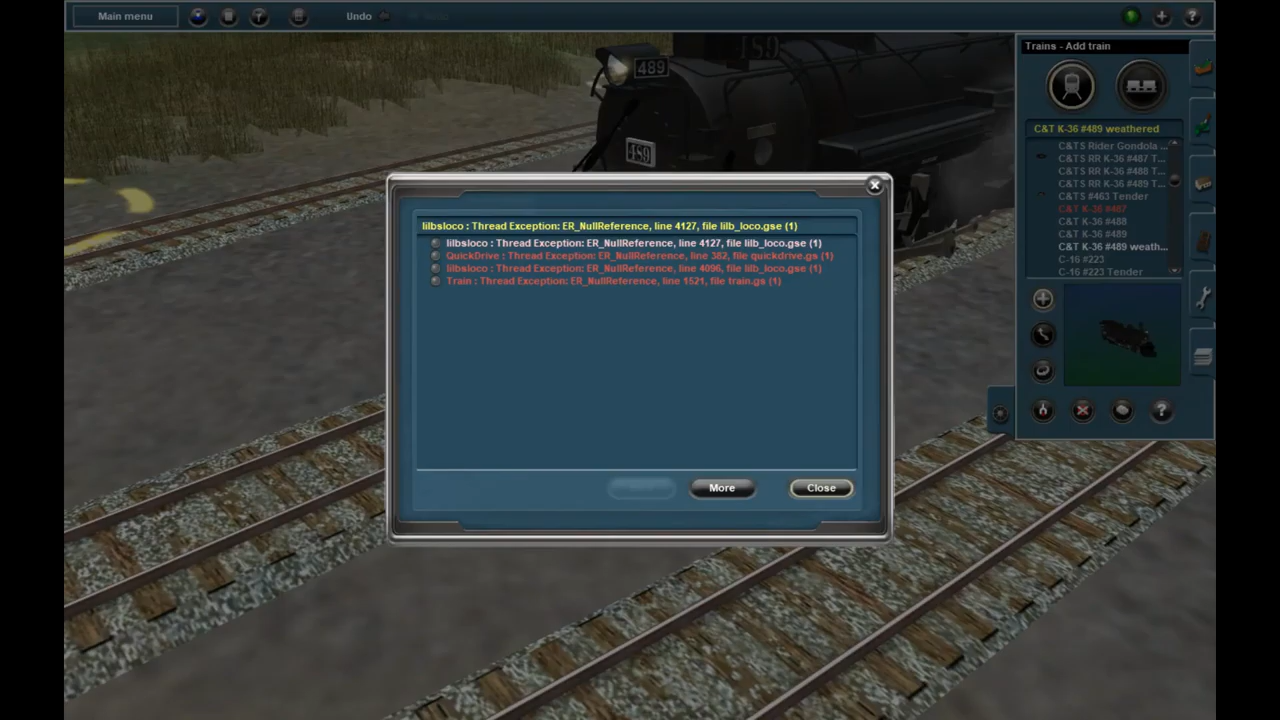 Main menu
Undo
489
489
Trains - Add train
C&T K-36 #489 weathered
C&TS Rider Gondola ...
C&TS RR K-36 #487 T...
C&TS RR K-36 #488 T...
C&TS RR K-36 #489 T...
C&TS #463 Tender
C&T K-36 #487
C&T K-36 #488
C&T K-36 #489
C&T K-36 #489 weath...
C-16 #223
C-16 #223 Tender
lilbsloco : Thread Exception: ER_NullReference, line 4127, file lilb_loco.gse (1)
lilbsloco : Thread Exception: ER_NullReference, line 4127, file lilb_loco.gse (1)
QuickDrive : Thread Exception: ER_NullReference, line 382, file quickdrive.gs (1)
lilbsloco : Thread Exception: ER_NullReference, line 4096, file lilb_loco.gse (1)
Train : Thread Exception: ER_NullReference, line 1521, file train.gs (1)
More
Close